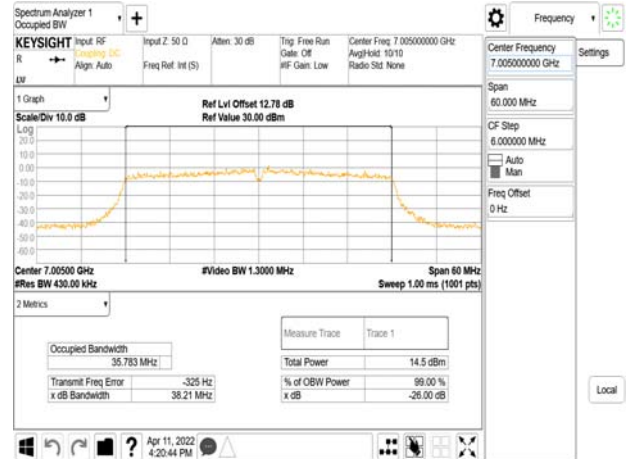 Spectrum Analyzer 1
Occupied BW
+
Frequency
KEYSIGHT
R
LU
Input: RF
Coupling: DC
Align: Auto
Input Z: 50 Ω
Freq Ref: Int (S)
Atten: 30 dB
Trig: Free Run
Gate: Off
#IF Gain: Low
Center Freq: 7.005000000 GHz
Avg|Hold: 10/10
Radio Std: None
1 Graph
Scale/Div 10.0 dB
Ref Lvl Offset 12.78 dB
Ref Value 30.00 dBm
Log
20.0
10.0
0.00
-10.0
-20.0
-30.0
-40.0
-50.0
-60.0
Center 7.00500 GHz
#Res BW 430.00 kHz
#Video BW 1.3000 MHz
Span 60 MHz
Sweep 1.00 ms (1001 pts)
2 Metrics
Occupied Bandwidth
35.783 MHz
Transmit Freq Error -325 Hz
x dB Bandwidth 38.21 MHz
Measure Trace Trace 1
Total Power 14.5 dBm
% of OBW Power 99.00 %
x dB -26.00 dB
Center Frequency
7.005000000 GHz
Span
60.000 MHz
CF Step
6.000000 MHz
Auto
Man
Freq Offset
0 Hz
Settings
Local
?
Apr 11, 2022
4:20:44 PM